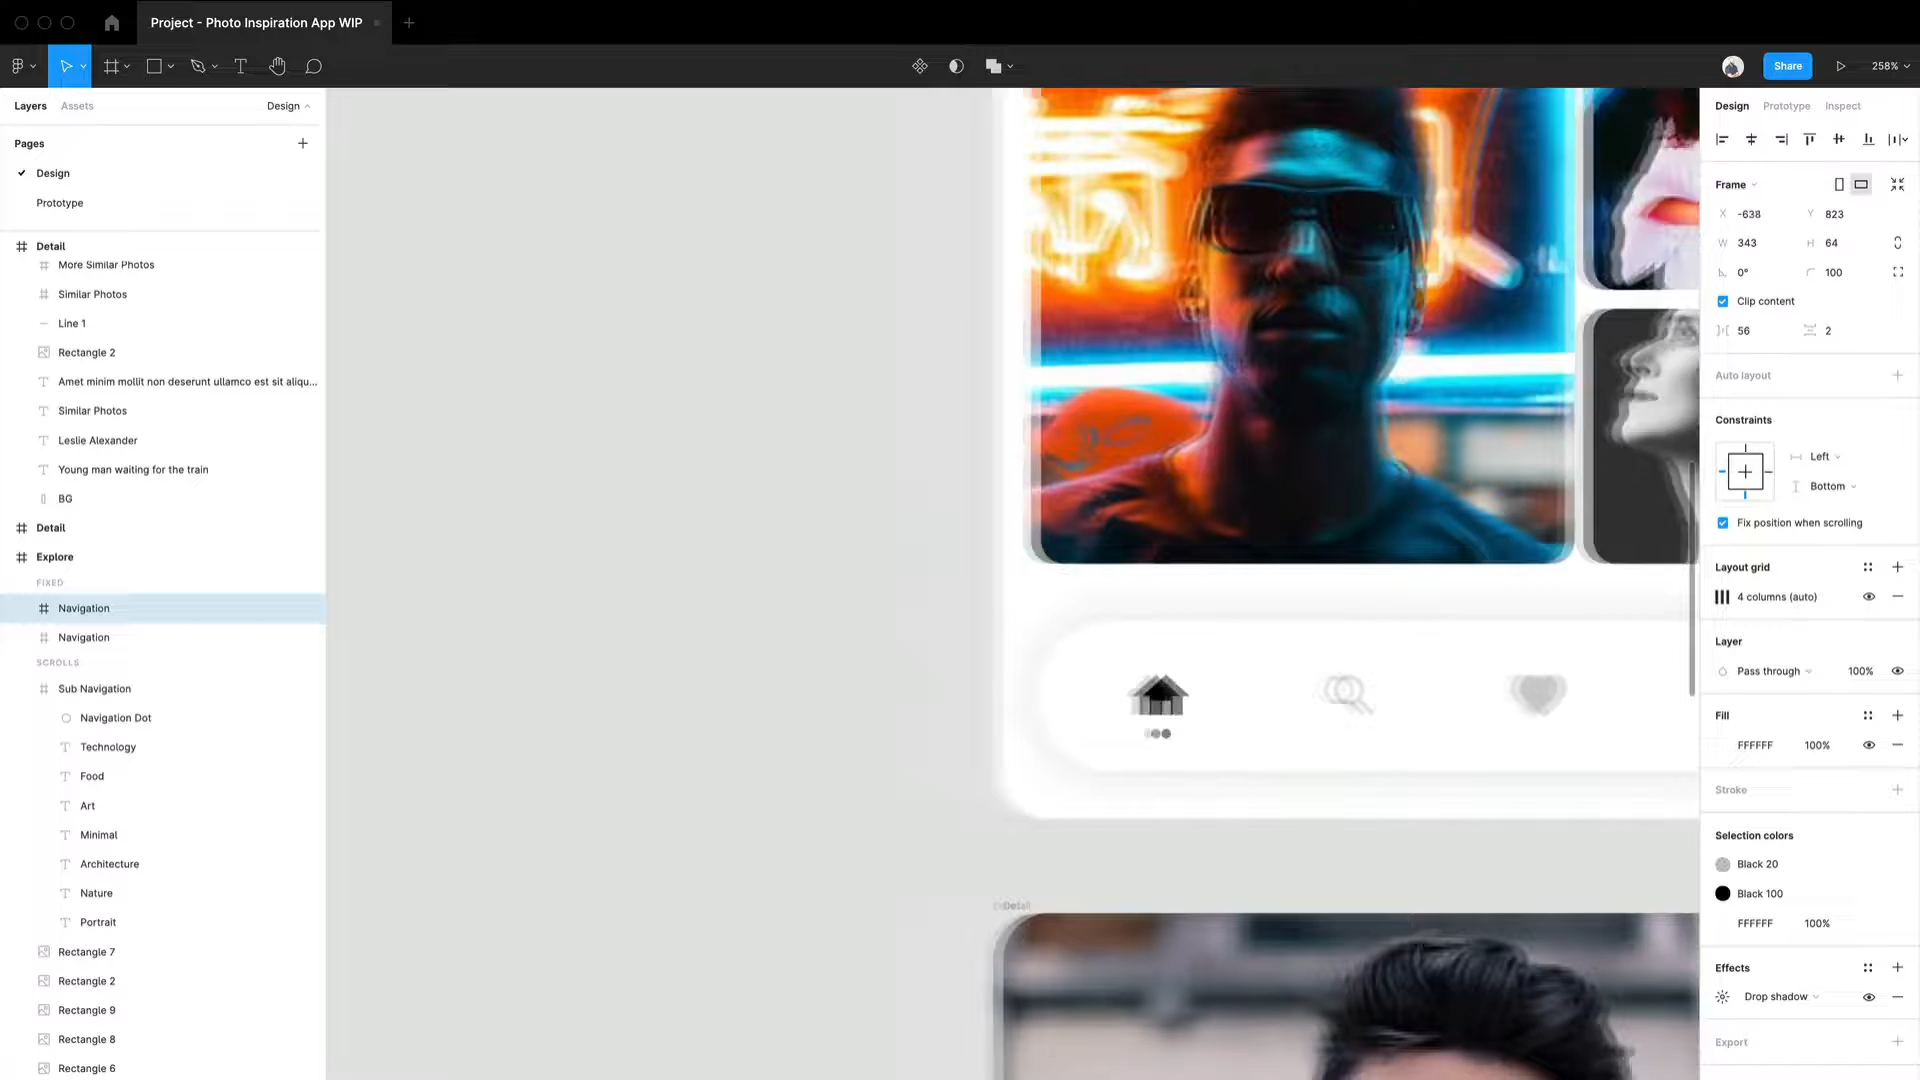 Project - Photo Inspiration App WIP
Share
258%
Layers
Assets
Design
Pages
Design
Prototype
Detail
More Similar Photos
Similar Photos
Line 1
Rectangle 2
Amet minim mollit non deserunt ullamco est sit aliqu...
Similar Photos
Leslie Alexander
Young man waiting for the train
BG
Detail
Explore
FIXED
Navigation
Navigation
SCROLLS
Sub Navigation
Navigation Dot
Technology
Food
Art
Minimal
Architecture
Nature
Portrait
Rectangle 7
Rectangle 2
Rectangle 9
Rectangle 8
Rectangle 6
Detail
Design
Prototype
Inspect
Frame
X -638
Y 823
W 343
H 64
0°
100
Clip content
56
2
Auto layout
Constraints
Left
Bottom
Fix position when scrolling
Layout grid
4 columns (auto)
Layer
Pass through
100%
Fill
FFFFFF
100%
Stroke
Selection colors
Black 20
Black 100
FFFFFF
100%
Effects
Drop shadow
Export